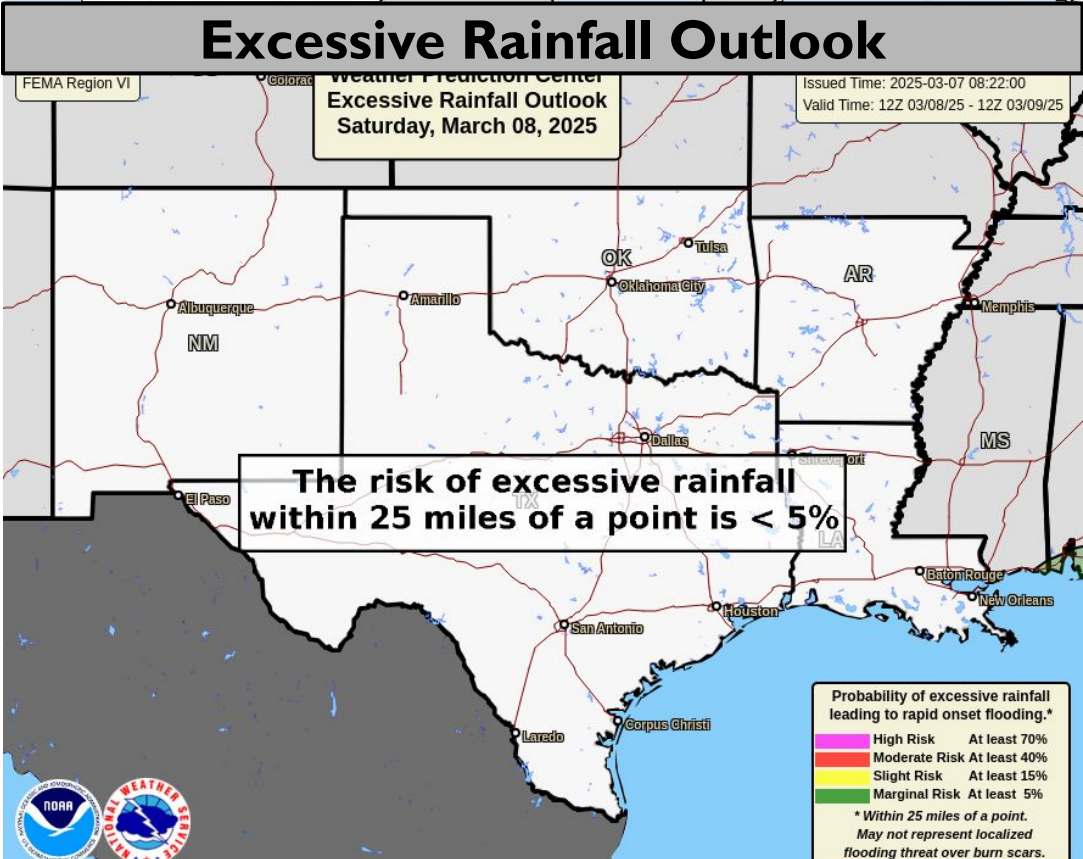 Excessive Rainfall Outlook
FEMA Region VI
Colorad
Weather Prediction Center
Excessive Rainfall Outlook
Saturday, March 08, 2025
Issued Time: 2025-03-07 08:22:00
Valid Time: 12Z 03/08/25 - 12Z 03/09/25
Tulsa
OK
Oklahoma City
AR
Albuquerque
Amarillo
Memphis
NM
Dallas
MS
Shreveport
The risk of excessive rainfall
within 25 miles of a point is < 5%
El Paso
TX
LA
Baton Rouge
New Orleans
Houston
San Antonio
Corpus Christi
Laredo
Probability of excessive rainfall
leading to rapid onset flooding.*
High Risk At least 70%
Moderate Risk At least 40%
Slight Risk At least 15%
Marginal Risk At least 5%
* Within 25 miles of a point.
May not represent localized
flooding threat over burn scars.
NOAA
NATIONAL WEATHER SERVICE